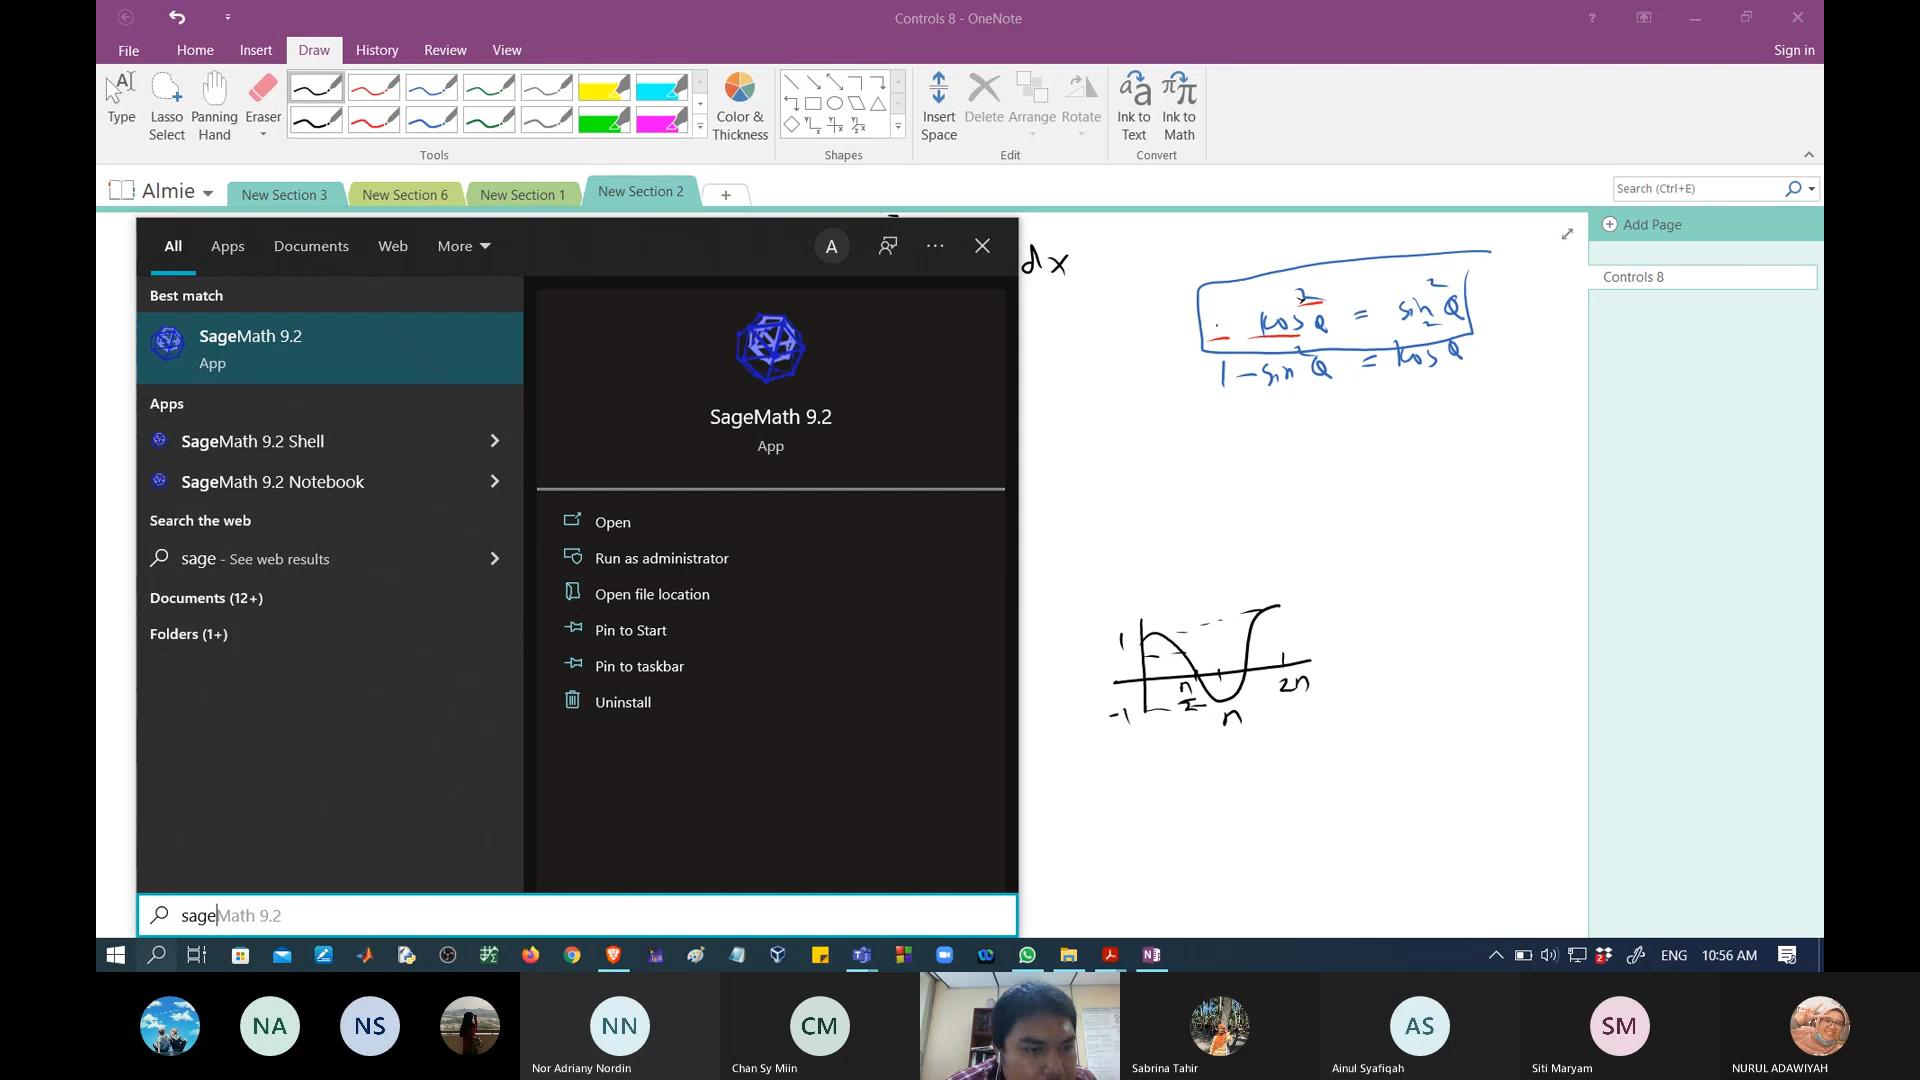 Controls 8 - OneNote
?
File
Home
Insert
Draw
History
Review
View
Sign in
Type
Lasso Select
Panning Hand
Eraser
Color & Thickness
Insert Space
Delete
Arrange
Rotate
Ink to Text
Ink to Math
Tools
Shapes
Edit
Convert
Almie
New Section 3
New Section 6
New Section 1
New Section 2
+
Search (Ctrl+E)
Add Page
Controls 8
All
Apps
Documents
Web
More
A
Best match
SageMath 9.2
App
Apps
SageMath 9.2 Shell
SageMath 9.2 Notebook
Search the web
sage - See web results
Documents (12+)
Folders (1+)
SageMath 9.2
App
Open
Run as administrator
Open file location
Pin to Start
Pin to taskbar
Uninstall
sageMath 9.2
dx
kos²θ = sin²θ
1 - sin²θ = kos²θ
1
-1
π/2
π
2π
ENG
10:56 AM
NA
NS
NN
Nor Adriany Nordin
CM
Chan Sy Miin
Sabrina Tahir
AS
Ainul Syafiqah
SM
Siti Maryam
NURUL ADAWIYAH